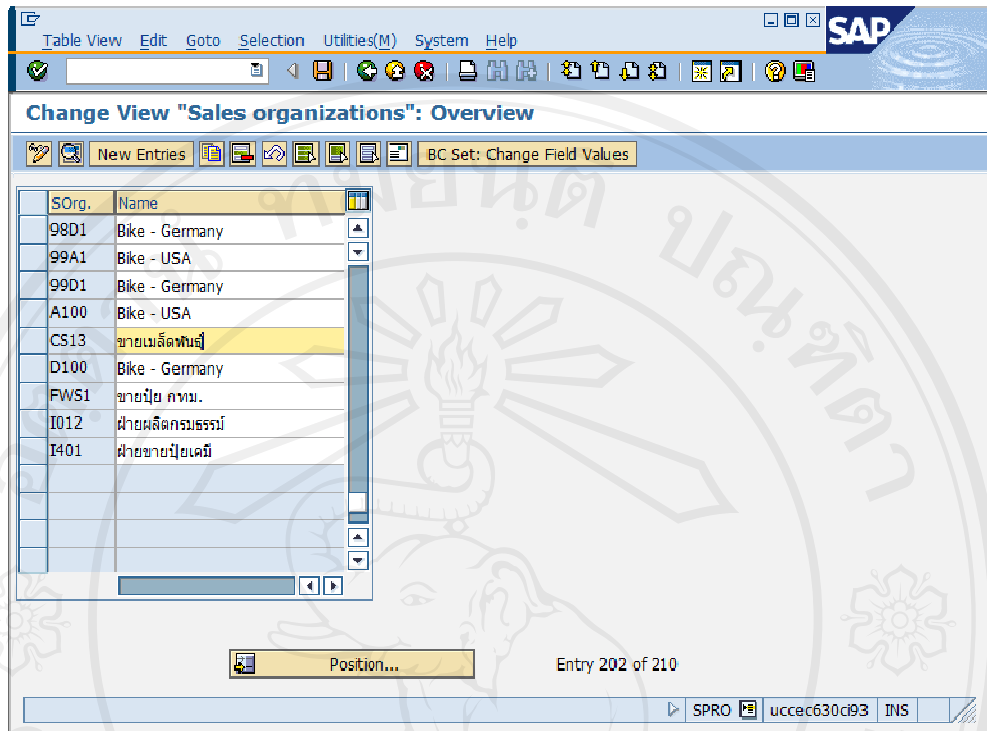 Table View Edit Goto Selection Utilities(M) System Help
SAP
Change View "Sales organizations": Overview
New Entries BC Set: Change Field Values
SOrg. Name
98D1 Bike - Germany
99A1 Bike - USA
99D1 Bike - Germany
A100 Bike - USA
CS13 ขายเมล็ดพันธุ์
D100 Bike - Germany
FWS1 ขายปุ๋ย กทม.
I012 ฝ่ายผลิตกรมธรรม์
I401 ฝ่ายขายปุ๋ยเคมี
Position... Entry 202 of 210
SPRO uccec630ci93 INS